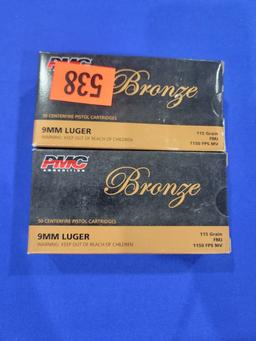 538
Bronze
50 CENTERFIRE PISTOL CARTRIDGES
9MM LUGER
WARNING: KEEP OUT OF REACH OF CHILDREN
115 Grain
FMJ
1150 FPS MV
PMC
AMMUNITION
Bronze
50 CENTERFIRE PISTOL CARTRIDGES
9MM LUGER
WARNING: KEEP OUT OF REACH OF CHILDREN
115 Grain
FMJ
1150 FPS MV